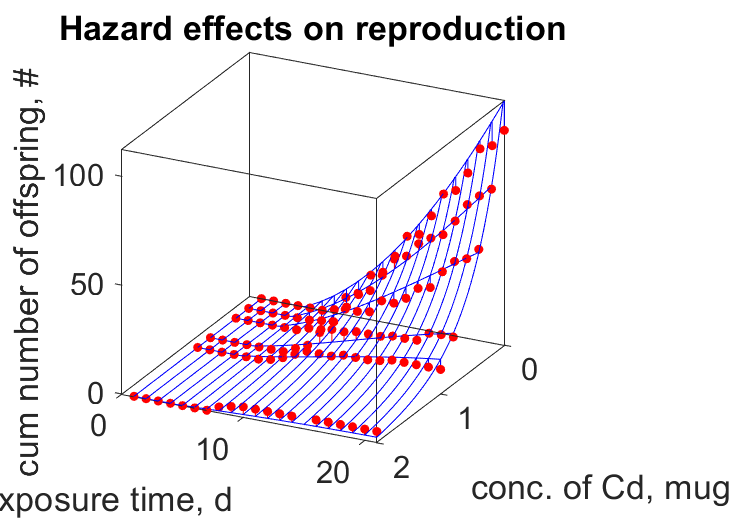 Hazard effects on reproduction
cum number of offspring, #
100
50
0
0
10
20
2
1
0
xposure time, d
conc. of Cd, mug